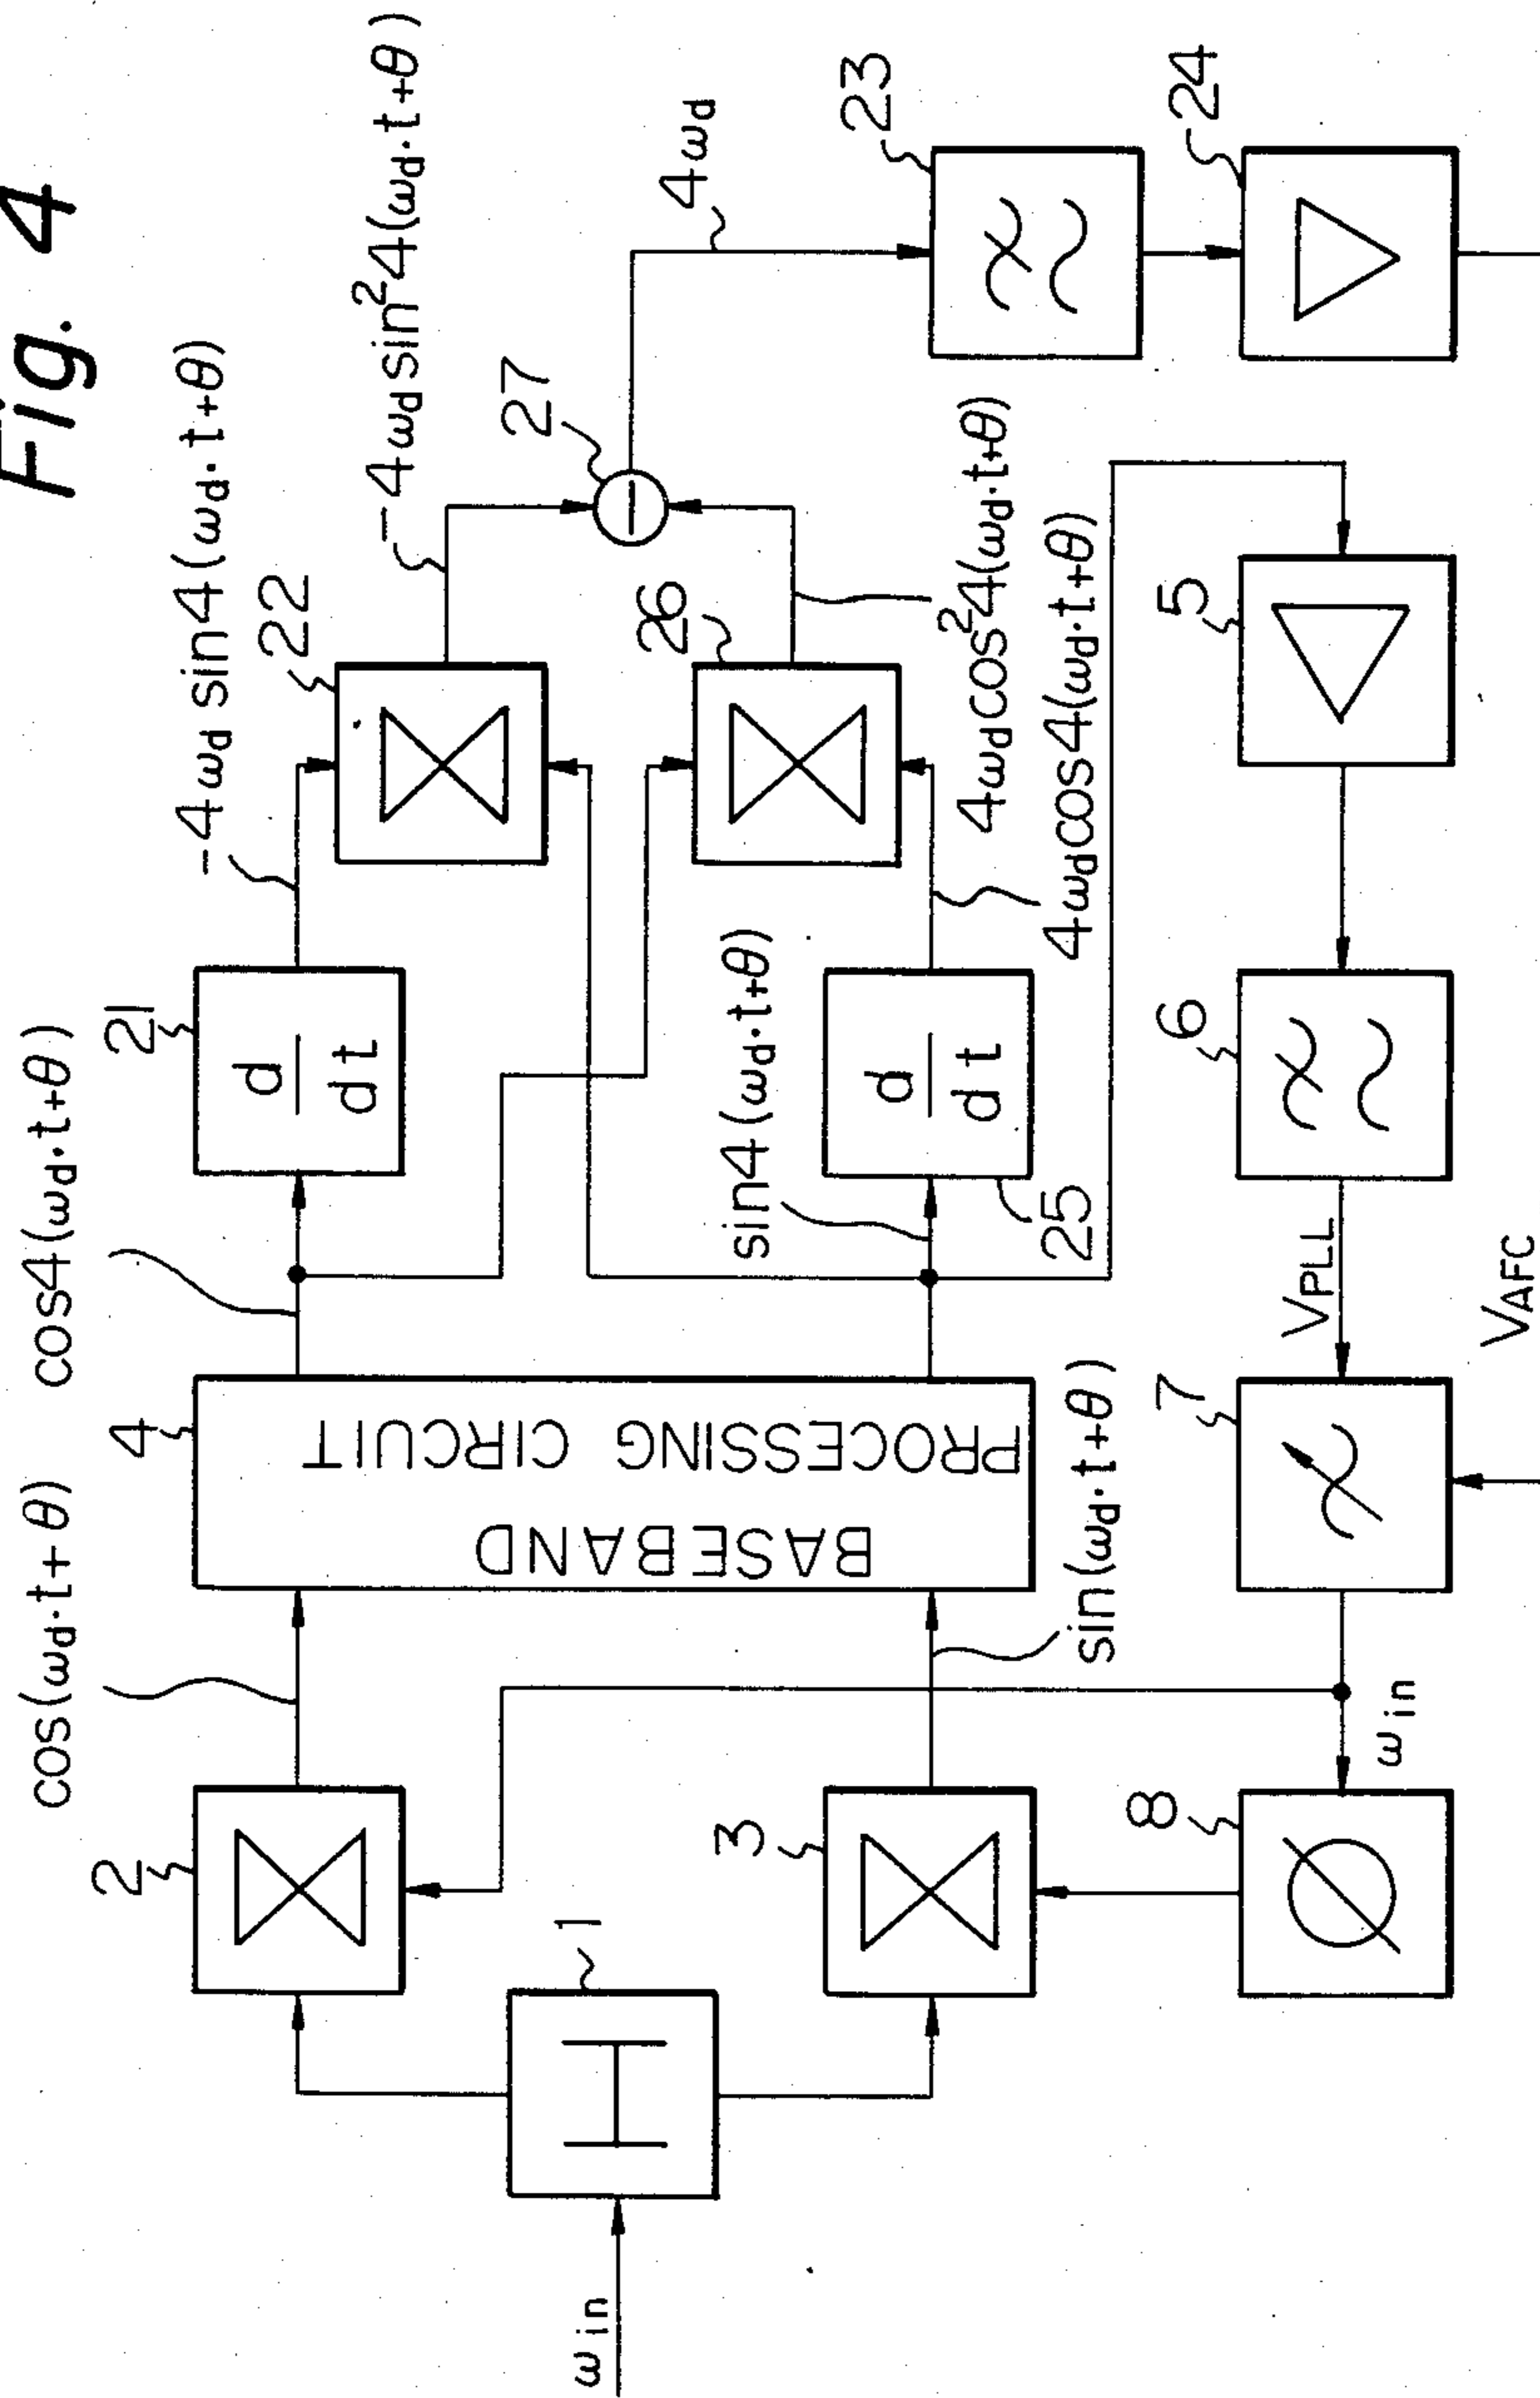 Fig. 4
cos(ωd·t+θ)
cos4(ωd·t+θ)
-4ωd sin4(ωd·t+θ)
-4ωd sin²4(ωd·t+θ)
2
4
21
22
27
4ωd
23
24
ωin
1
3
BASEBAND
PROCESSING CIRCUIT
sin4(ωd·t+θ)
26
25
4ωd cos²4(ωd·t+θ)
4ωd cos4(ωd·t+θ)
sin(ωd·t+θ)
d
dt
d
dt
8
ωin
7
VPLL
6
5
VAFC